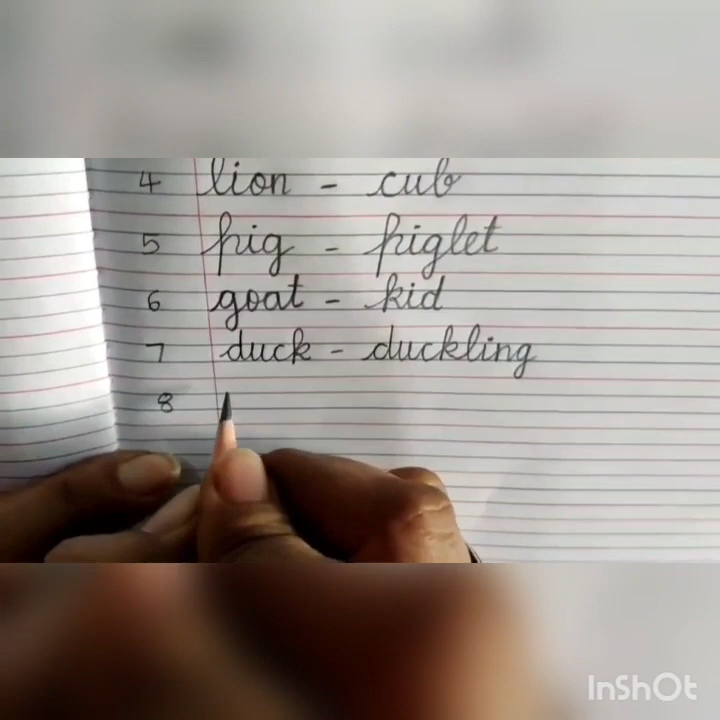 4 lion - cub
5 pig - piglet
6 goat - kid
7 duck - duckling
8
InShOt